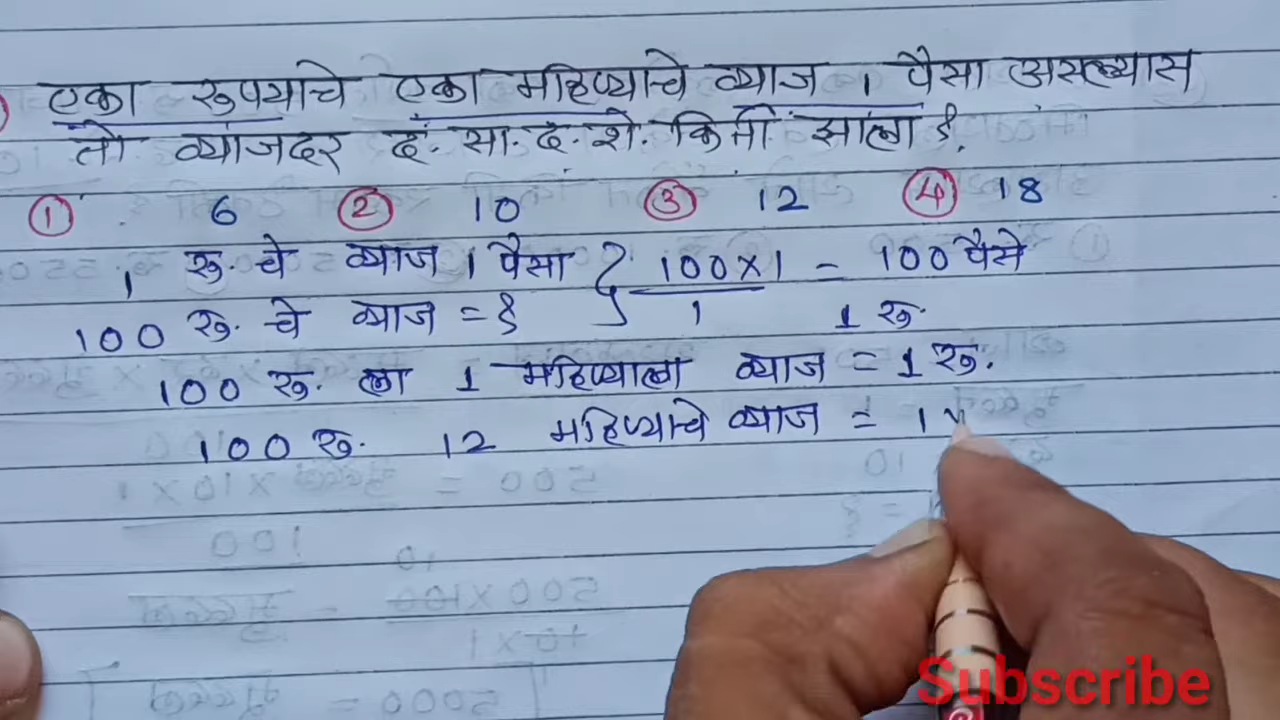 एका रुपयाचे एका महिण्याचे व्याज 1 पैसा असल्यास
तो व्याजदर द. सा. द. शे. किती झाला ?
① 6 ② 10 ③ 12 ④ 18
1 रु. चे व्याज 1 पैसा } 100×1 = 100 पैसे
100 रु. चे व्याज = ? 1 1 रु.
100 रु. ला 1 महिण्याला व्याज = 1 रु.
100 रु. 12 महिण्याचे व्याज = 1
Subscribe